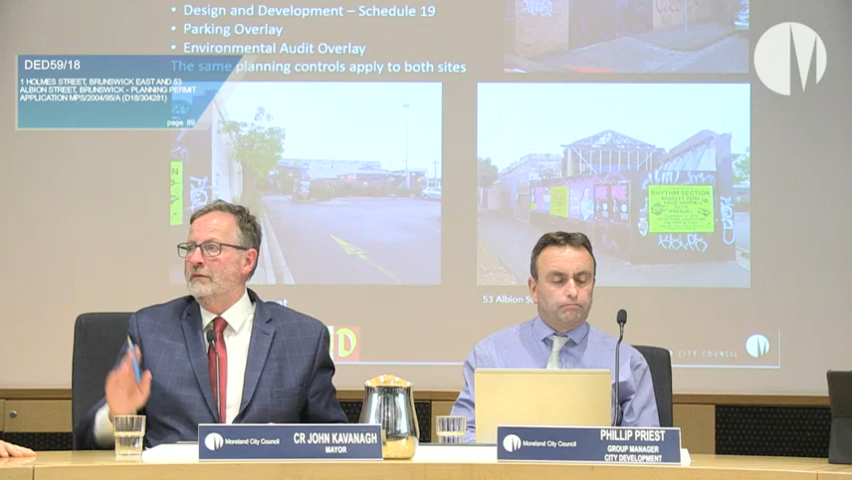 • Design and Development – Schedule 19
• Parking Overlay
• Environmental Audit Overlay
The same planning controls apply to both sites
DED59/18
1 HOLMES STREET, BRUNSWICK EAST AND 53
ALBION STREET, BRUNSWICK - PLANNING PERMIT
APPLICATION MPS/2004/95/A (D18/304281)
page 89
RHYTHM SECTION
53 Albion
CITY COUNCIL
Moreland City Council
CR JOHN KAVANAGH
MAYOR
Moreland City Council
PHILLIP PRIEST
GROUP MANAGER
CITY DEVELOPMENT